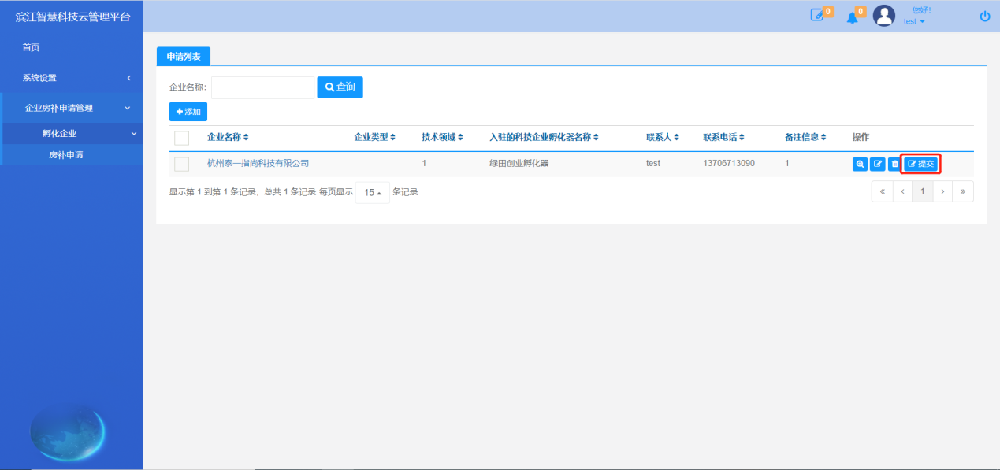 滨江智慧科技云管理平台
0
0
您好!
test
首页
系统设置
企业房补申请管理
孵化企业
房补申请
申请列表
企业名称:
查询
添加
企业名称 企业类型 技术领域 入驻的科技企业孵化器名称 联系人 联系电话 备注信息 操作
杭州泰一指尚科技有限公司 1 绿田创业孵化器 test 13706713090 1 提交
显示第 1 到第 1 条记录，总共 1 条记录 每页显示 15 条记录
« ‹ 1 › »